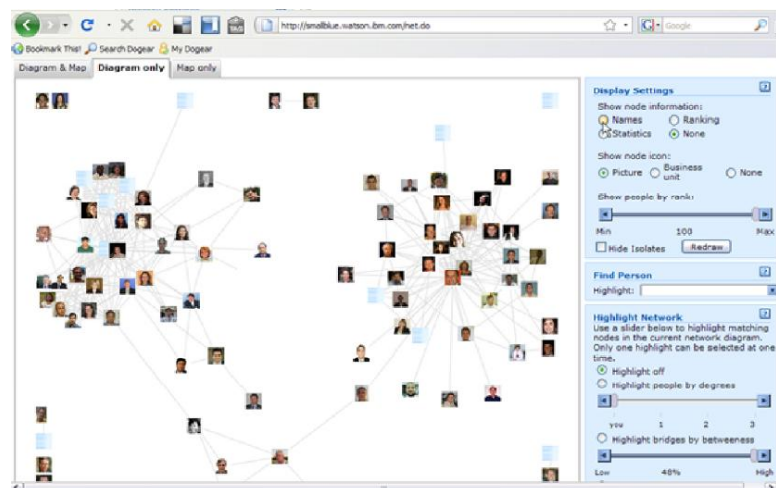 http://smallblue.watson.ibm.com/net.do
Google
Bookmark This! Search Dogear My Dogear
Diagram & Map Diagram only Map only
Display Settings
Show node information:
Names Ranking
Statistics None
Show node icon:
Picture Business unit None
Show people by rank:
Min 100 Max
Hide Isolates Redraw
Find Person
Highlight:
Highlight Network
Use a slider below to highlight matching
nodes in the current network diagram.
Only one highlight can be selected at one
time.
Highlight off
Highlight people by degrees
you 1 2 3
Highlight bridges by betweeness
Low 48% High